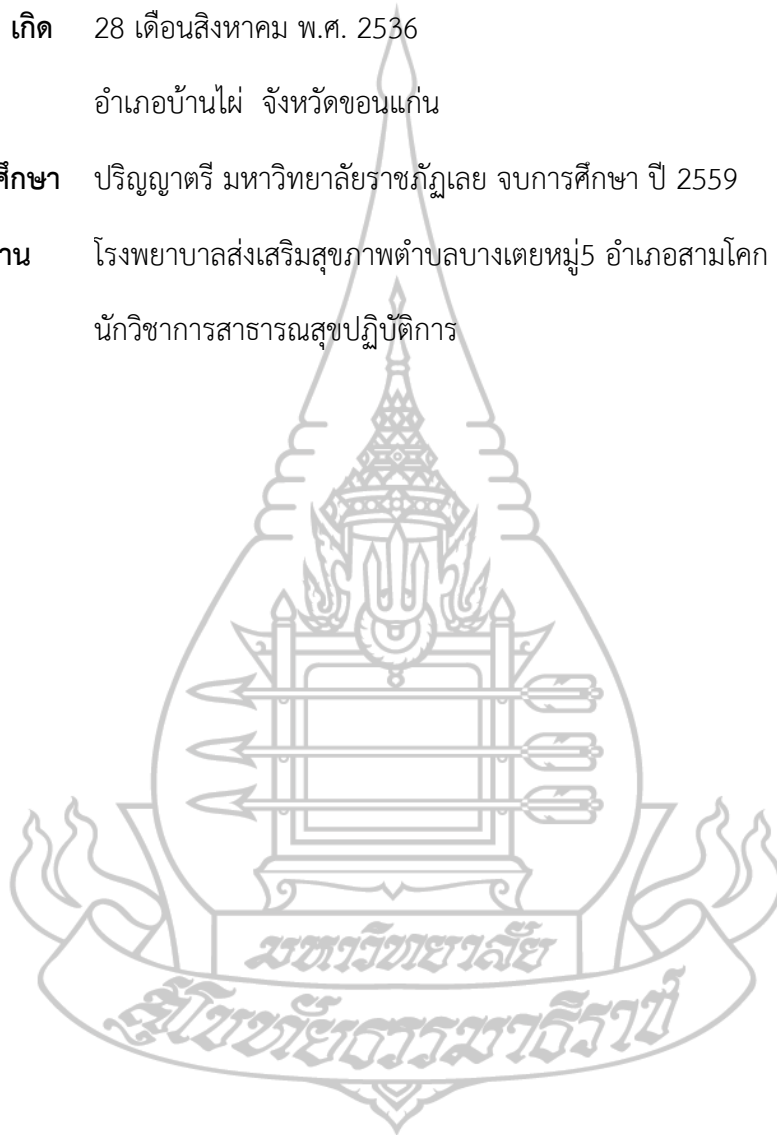 เกิด 28 เดือนสิงหาคม พ.ศ. 2536
อำเภอบ้านไผ่ จังหวัดขอนแก่น
ศึกษา ปริญญาตรี มหาวิทยาลัยราชภัฏเลย จบการศึกษา ปี 2559
าน โรงพยาบาลส่งเสริมสุขภาพตำบลบางเตยหมู่5 อำเภอสามโคก
นักวิชาการสาธารณสุขปฏิบัติการ
มหาวิทยาลัย
สุโขทัยธรรมาธิราช